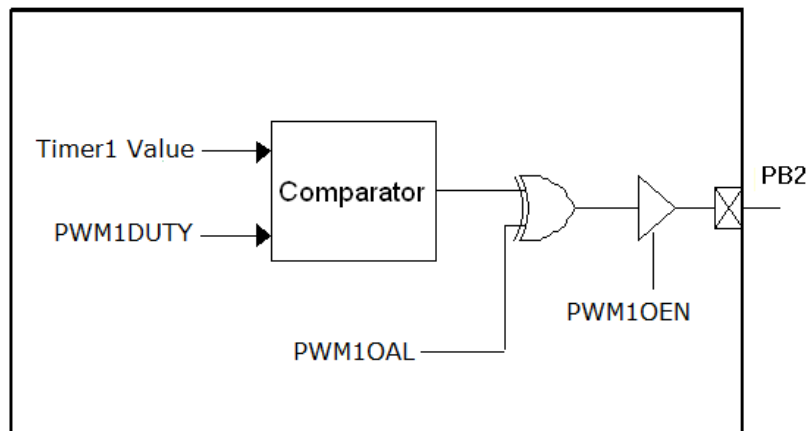 Timer1 Value
Comparator
PB2
PWM1DUTY
PWM1OEN
PWM1OAL